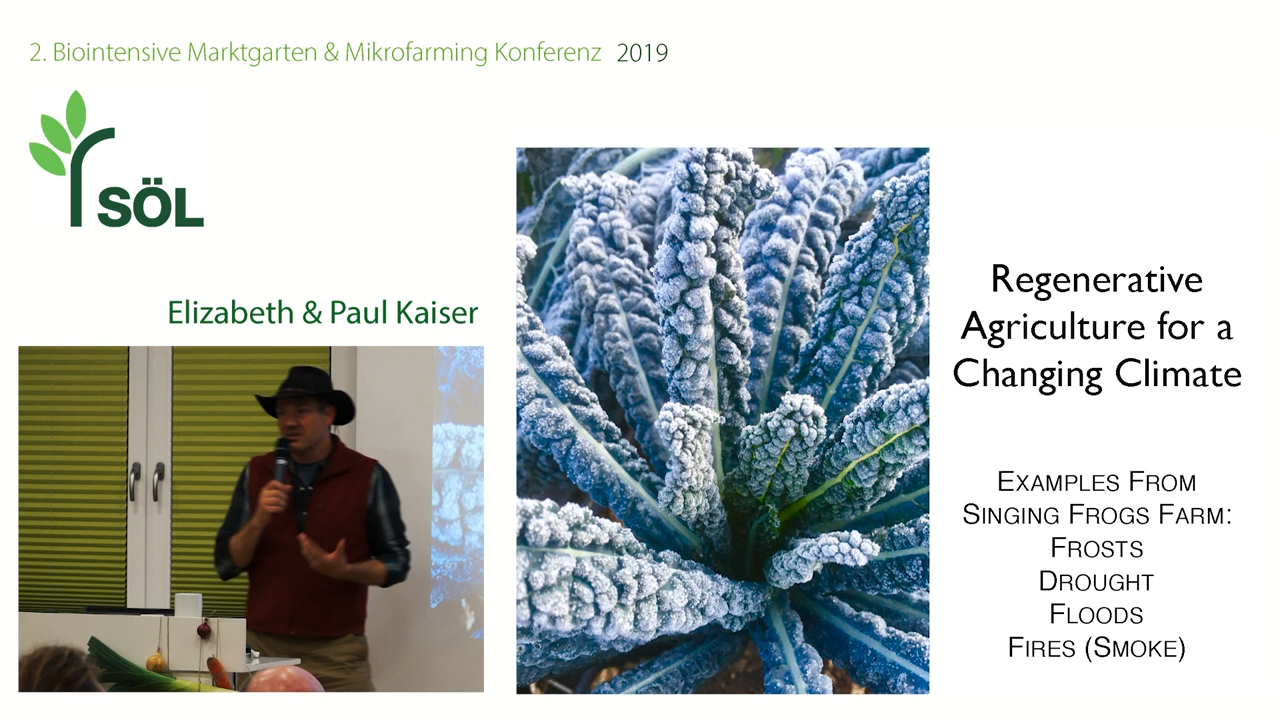 2. Biointensive Marktgarten & Mikrofarming Konferenz 2019
SÖL
Elizabeth & Paul Kaiser
Regenerative
Agriculture for a
Changing Climate
EXAMPLES FROM
SINGING FROGS FARM:
FROSTS
DROUGHT
FLOODS
FIRES (SMOKE)